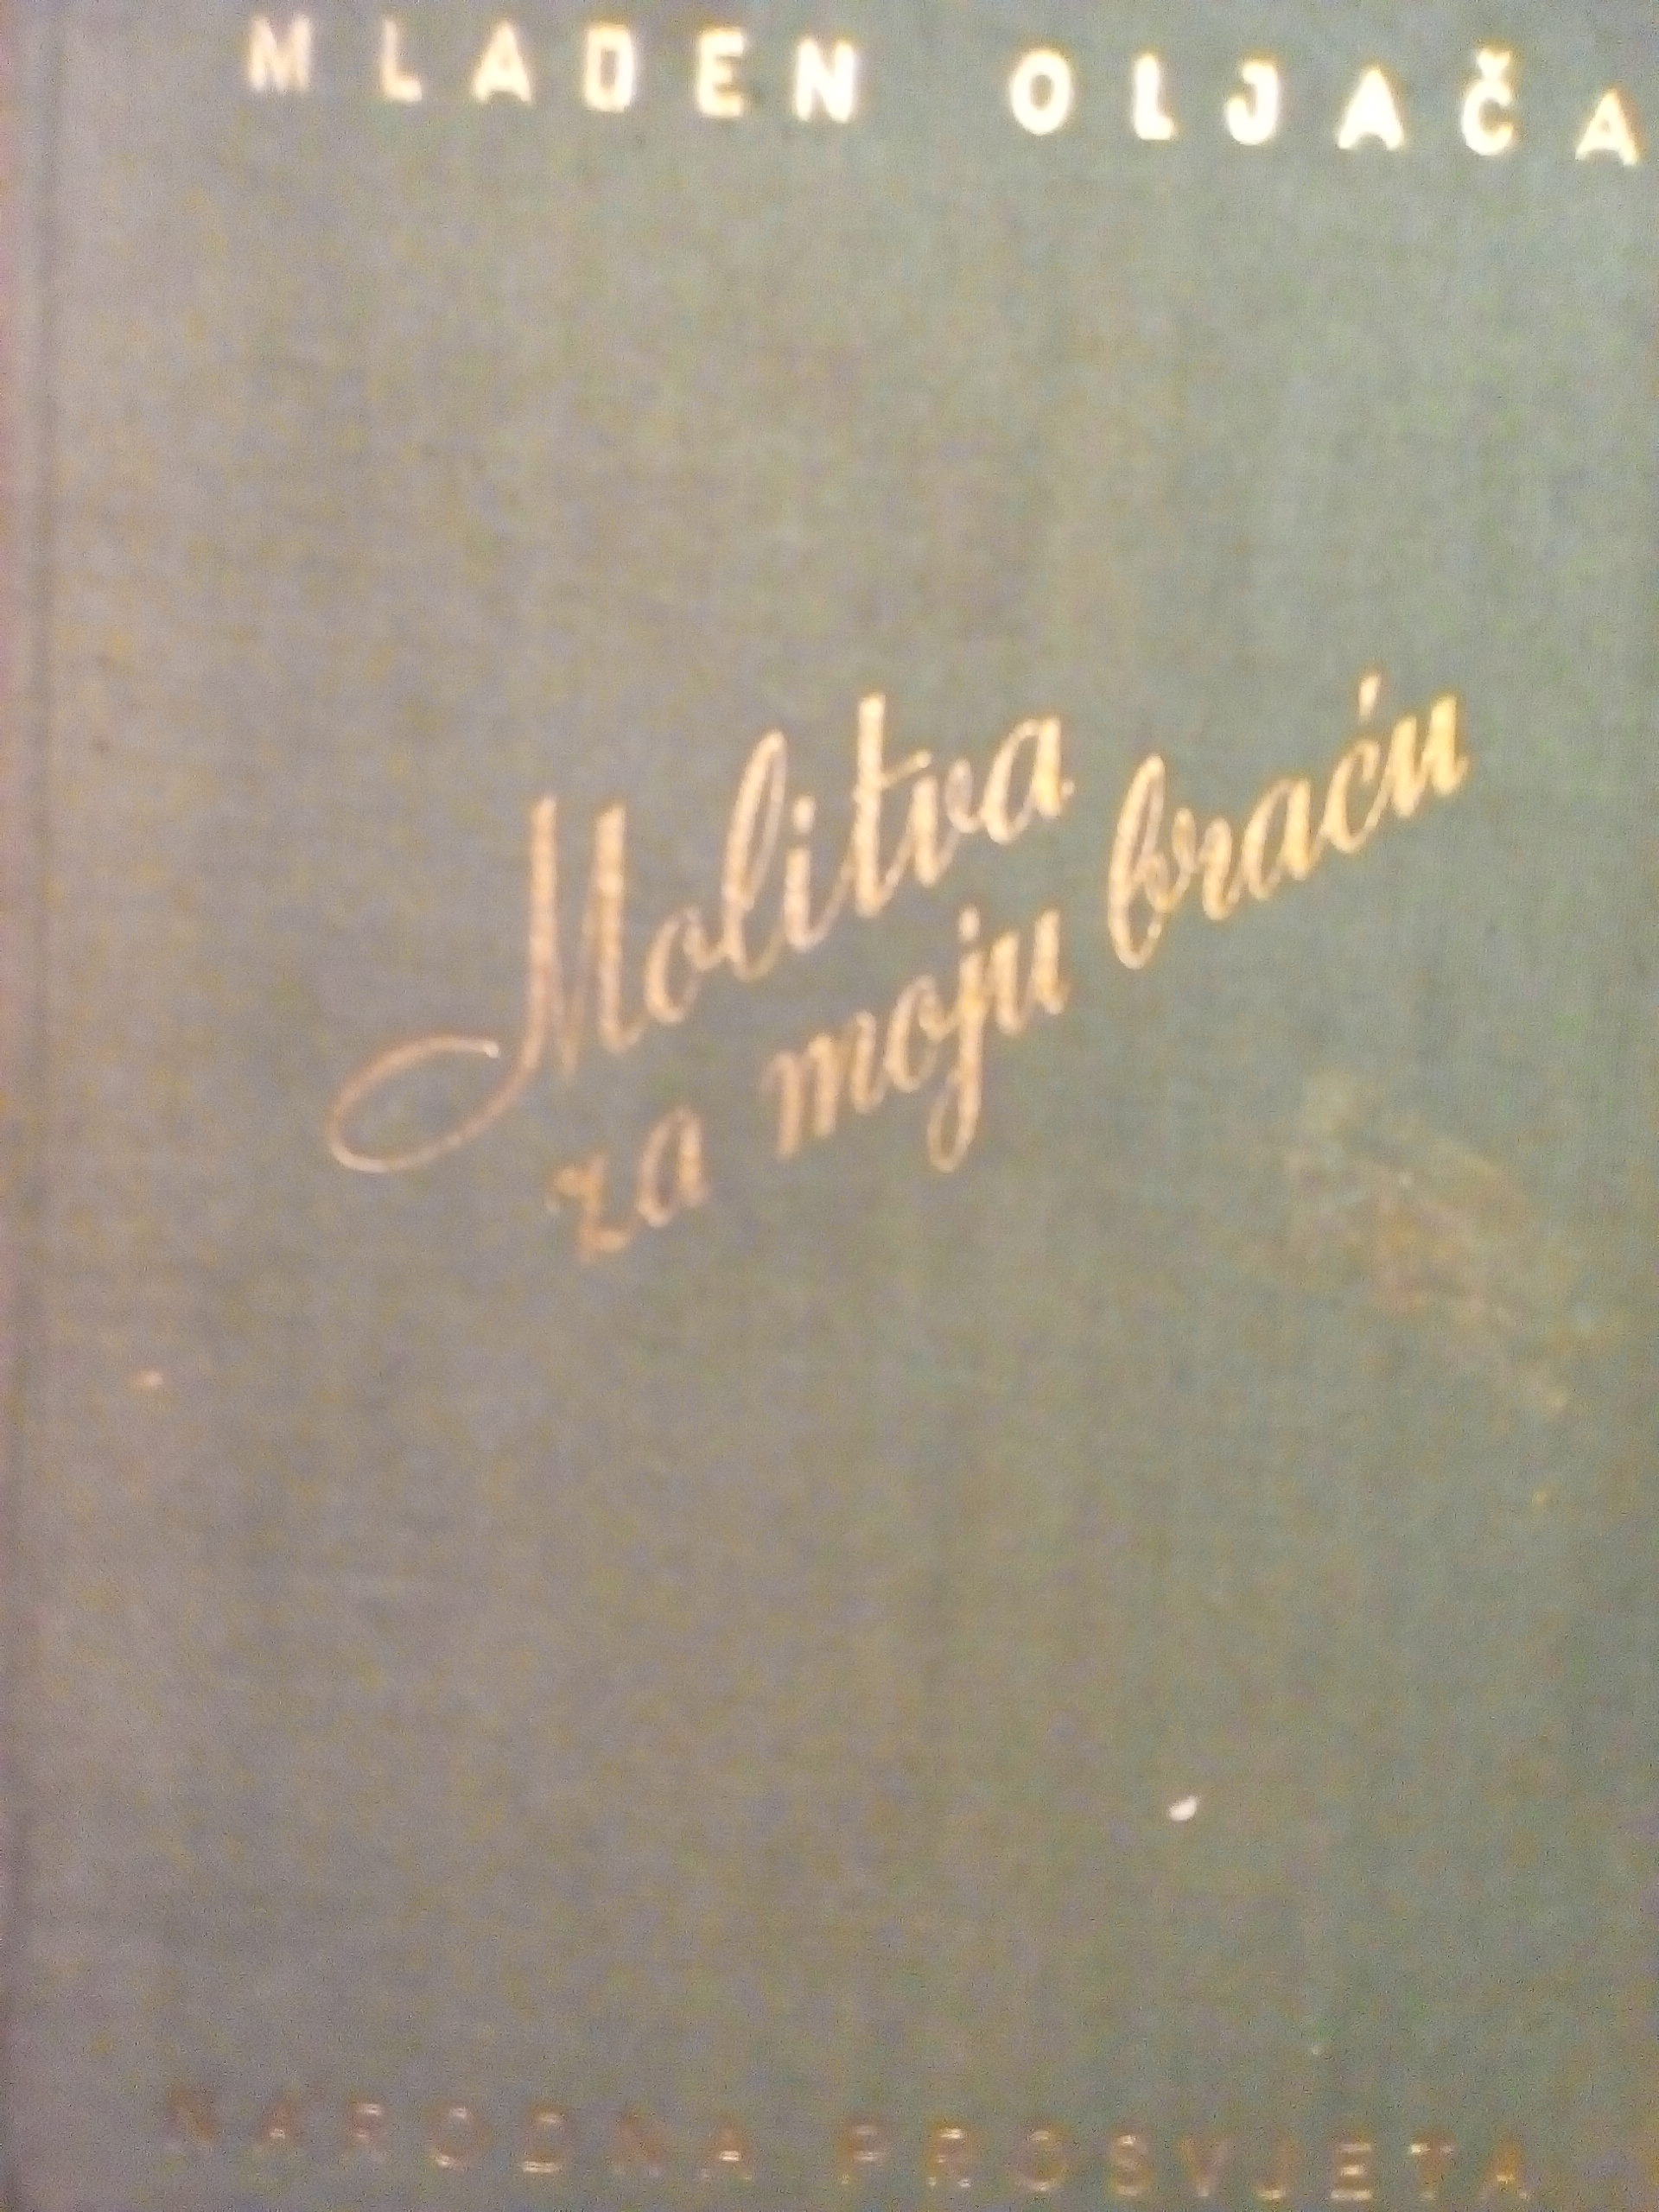 MLADEN OLJAČA
Molitva
za moju braću
NARODNA PROSVJETA